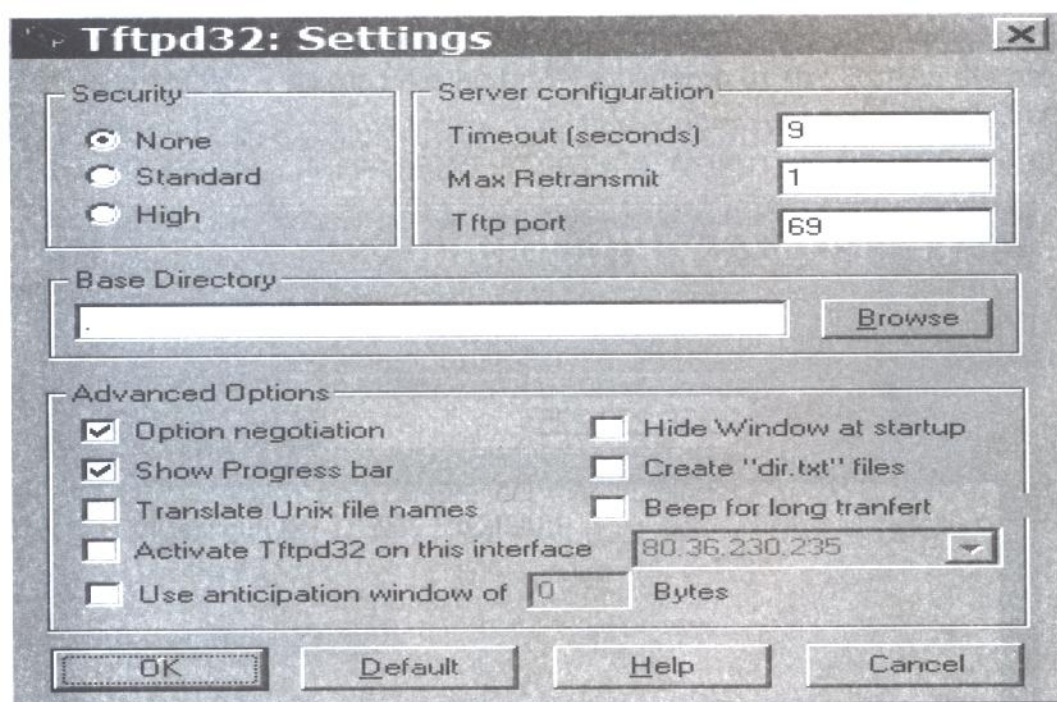 Tftpd32: Settings
Security
None
Standard
High
Server configuration
Timeout (seconds) 9
Max Retransmit 1
Tftp port 69
Base Directory
. Browse
Advanced Options
Option negotiation
Show Progress bar
Translate Unix file names
Activate Tftpd32 on this interface 80.36.230.235
Use anticipation window of 0 Bytes
Hide Window at startup
Create "dir.txt" files
Beep for long tranfert
OK Default Help Cancel